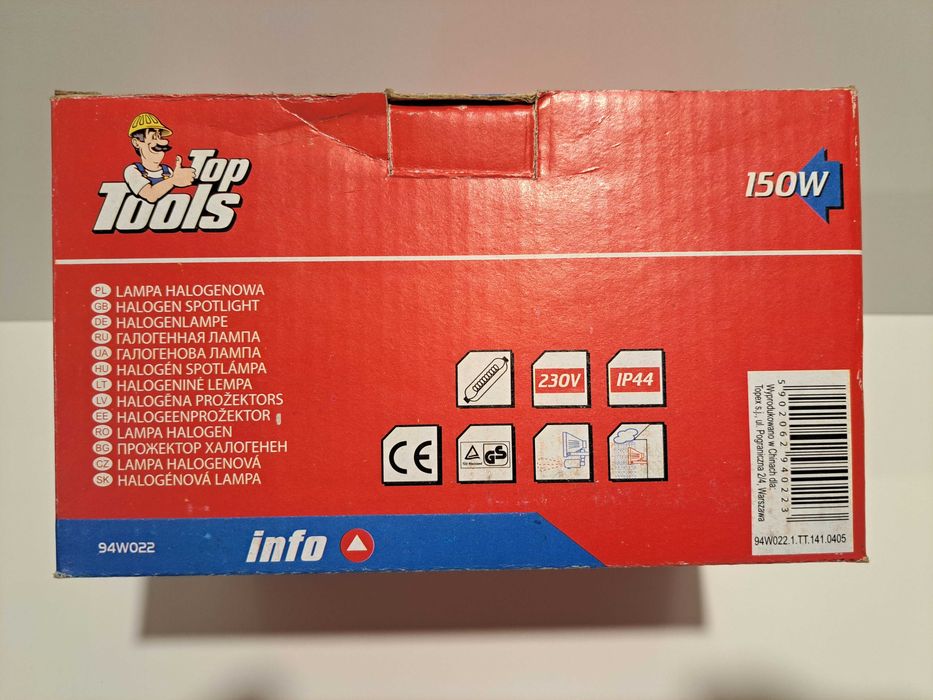 Top
Tools
150W
PL LAMPA HALOGENOWA
GB HALOGEN SPOTLIGHT
DE HALOGENLAMPE
RU ГАЛОГЕННАЯ ЛАМПА
UA ГАЛОГЕНОВА ЛАМПА
HU HALOGÉN SPOTLÁMPA
LT HALOGENINĖ LEMPA
LV HALOGĒNA PROŽEKTORS
EE HALOGEENPROŽEKTOR
RO LAMPA HALOGEN
BG ПРОЖЕКТОР ХАЛОГЕНЕН
CZ LAMPA HALOGENOVÁ
SK HALOGÉNOVÁ LAMPA
230V
IP44
CE
GS
94W022
info
5902062940223
Wyprodukowano w Chinach dla:
Topex s.j., ul. Pograniczna 2/4, Warszawa
94W022.1.TT.141.0405